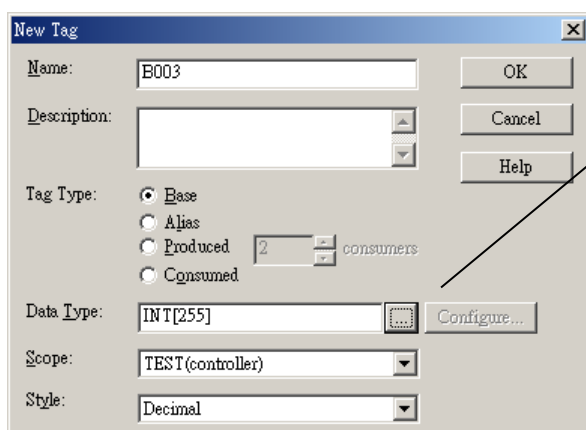 New Tag
Name: B003 OK
Description: Cancel
Help
Tag Type: Base
Alias
Produced 2 consumers
Consumed
Data Type: INT[255] ... Configure...
Scope: TEST(controller)
Style: Decimal